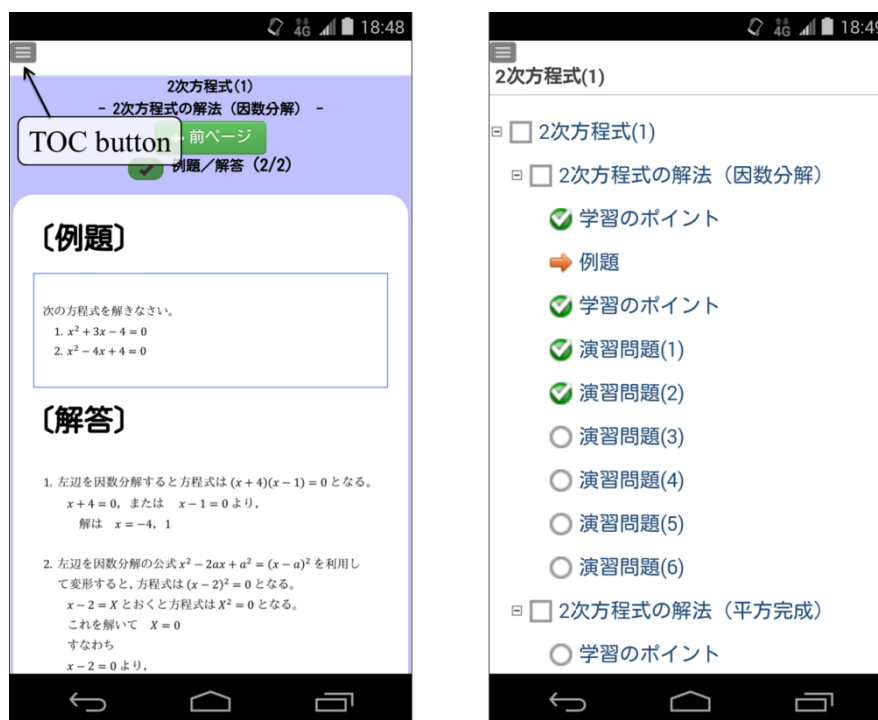 4G 18:48
2次方程式(1)
- 2次方程式の解法（因数分解） -
TOC button
前ページ
例題／解答（2/2）
〔例題〕
次の方程式を解きなさい。
1. x² + 3x − 4 = 0
2. x² − 4x + 4 = 0
〔解答〕
1. 左辺を因数分解すると方程式は (x + 4)(x − 1) = 0 となる。
x + 4 = 0, または x − 1 = 0 より,
解は x = −4, 1
2. 左辺を因数分解の公式 x² − 2ax + a² = (x − a)² を利用し
て変形すると, 方程式は (x − 2)² = 0 となる。
x − 2 = X とおくと方程式は X² = 0 となる。
これを解いて X = 0
すなわち
x − 2 = 0 より,
4G 18:49
2次方程式(1)
2次方程式(1)
2次方程式の解法（因数分解）
学習のポイント
例題
学習のポイント
演習問題(1)
演習問題(2)
演習問題(3)
演習問題(4)
演習問題(5)
演習問題(6)
2次方程式の解法（平方完成）
学習のポイント